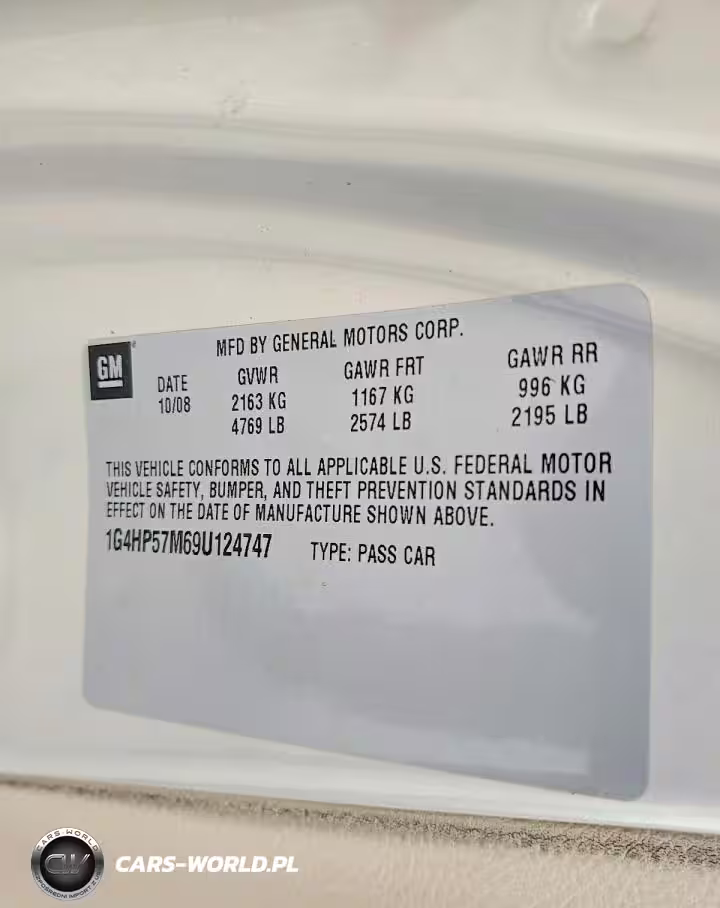 GM
MFD BY GENERAL MOTORS CORP.
DATE GVWR GAWR FRT GAWR RR
10/08 2163 KG 1167 KG 996 KG
4769 LB 2574 LB 2195 LB
THIS VEHICLE CONFORMS TO ALL APPLICABLE U.S. FEDERAL MOTOR
VEHICLE SAFETY, BUMPER, AND THEFT PREVENTION STANDARDS IN
EFFECT ON THE DATE OF MANUFACTURE SHOWN ABOVE.
1G4HP57M69U124747 TYPE: PASS CAR
CARS-WORLD
CW
CARS-WORLD.PL